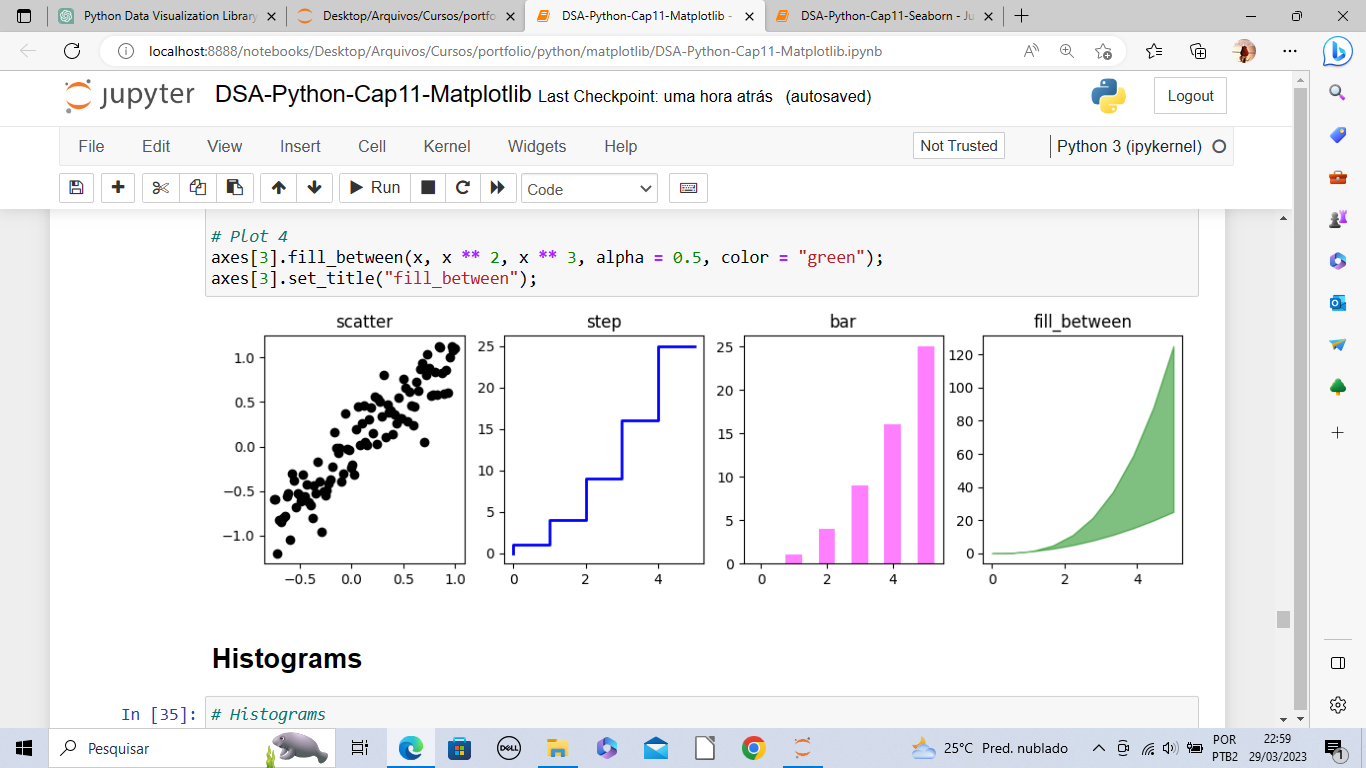 Python Data Visualization Library
Desktop/Arquivos/Cursos/portfo
DSA-Python-Cap11-Matplotlib -
DSA-Python-Cap11-Seaborn - Ju
localhost:8888/notebooks/Desktop/Arquivos/Cursos/portfolio/python/matplotlib/DSA-Python-Cap11-Matplotlib.ipynb
jupyter DSA-Python-Cap11-Matplotlib Last Checkpoint: uma hora atrás (autosaved)
Logout
File Edit View Insert Cell Kernel Widgets Help
Not Trusted
Python 3 (ipykernel)
Run
Code
# Plot 4
axes[3].fill_between(x, x ** 2, x ** 3, alpha = 0.5, color = "green");
axes[3].set_title("fill_between");
scatter
1.0
0.5
0.0
−0.5
−1.0
−0.5 0.0 0.5 1.0
step
25
20
15
10
5
0
0 2 4
bar
25
20
15
10
5
0
0 2 4
fill_between
120
100
80
60
40
20
0
0 2 4
Histograms
In [35]: # Histograms
Pesquisar
DELL
25°C Pred. nublado
POR
PTB2
22:59
29/03/2023
1